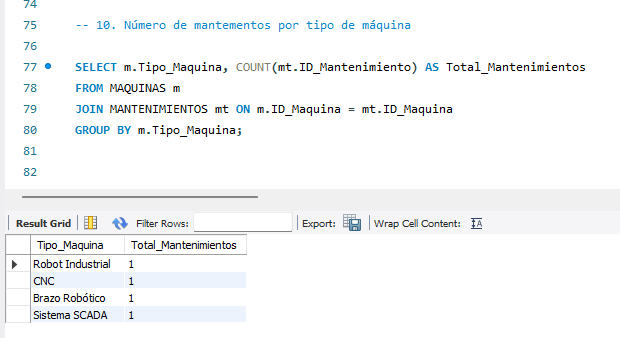 74
75 -- 10. Número de mantementos por tipo de máquina
76
77 SELECT m.Tipo_Maquina, COUNT(mt.ID_Mantenimiento) AS Total_Mantenimientos
78 FROM MAQUINAS m
79 JOIN MANTENIMIENTOS mt ON m.ID_Maquina = mt.ID_Maquina
80 GROUP BY m.Tipo_Maquina;
81
82
Result Grid Filter Rows: Export: Wrap Cell Content:
Tipo_Maquina Total_Mantenimientos
Robot Industrial 1
CNC 1
Brazo Robótico 1
Sistema SCADA 1